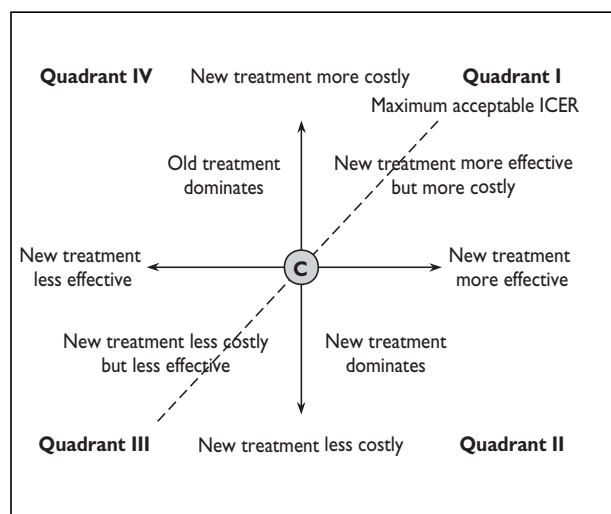 Quadrant IV
New treatment more costly
Quadrant I
Maximum acceptable ICER
Old treatment
dominates
New treatment more effective
but more costly
New treatment
less effective
C
New treatment
more effective
New treatment less costly
but less effective
New treatment
dominates
Quadrant III
New treatment less costly
Quadrant II